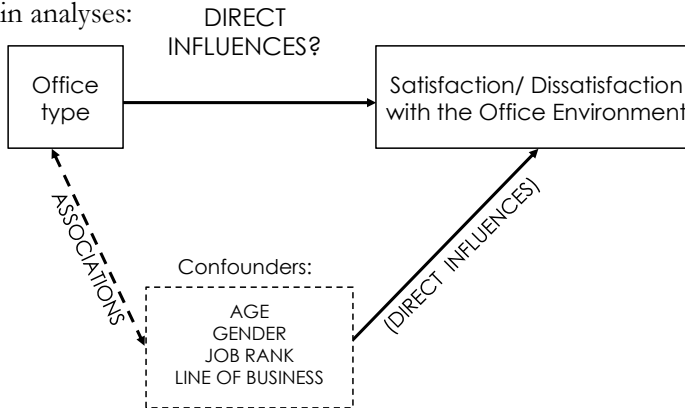 in analyses:
DIRECT
INFLUENCES?
Office
type
Satisfaction/ Dissatisfaction
with the Office Environment
ASSOCIATIONS
(DIRECT INFLUENCES)
Confounders:
AGE
GENDER
JOB RANK
LINE OF BUSINESS